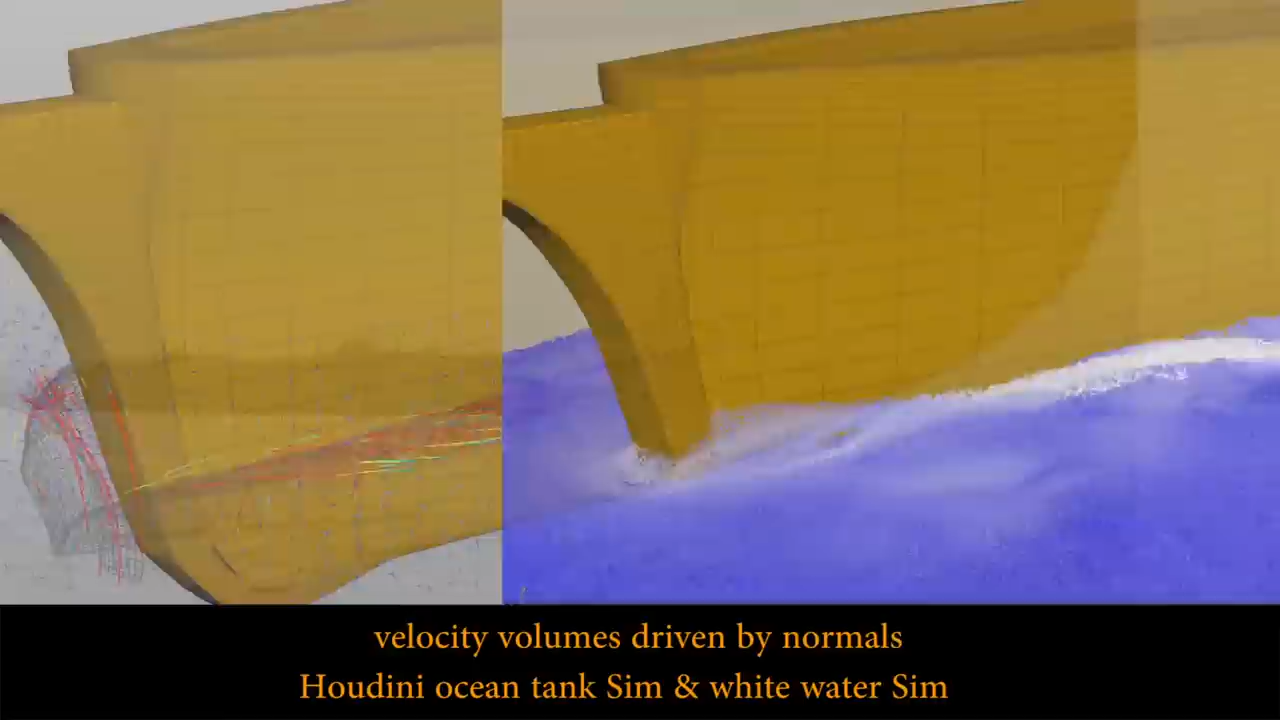 velocity volumes driven by normals
Houdini ocean tank Sim & white water Sim